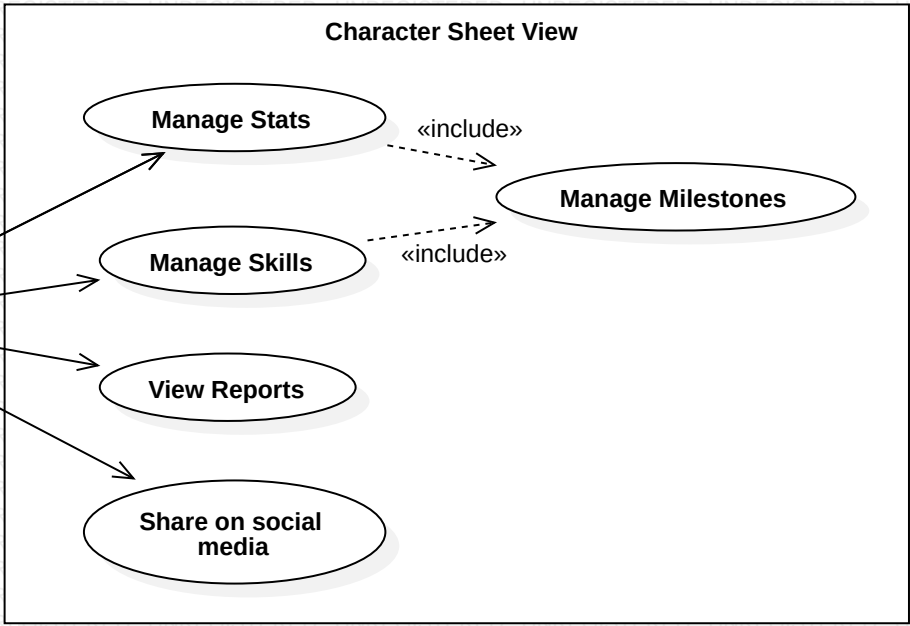 Character Sheet View
Manage Stats
«include»
Manage Milestones
Manage Skills
«include»
View Reports
Share on social
media